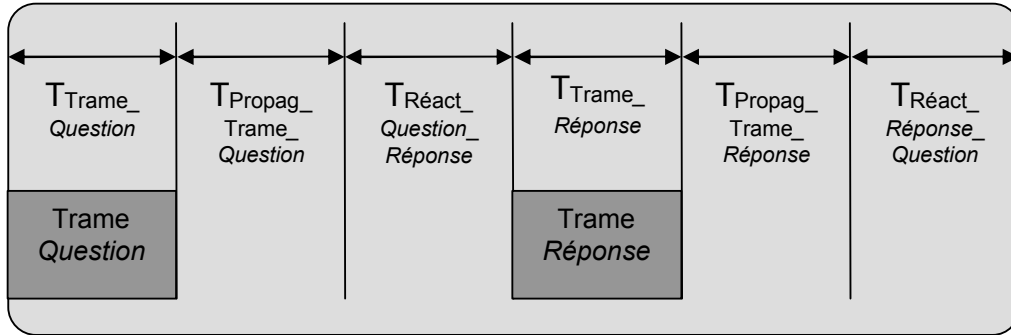 TTrame_
Question
TPropag_
Trame_
Question
TRéact_
Question_
Réponse
TTrame_
Réponse
TPropag_
Trame_
Réponse
TRéact_
Réponse_
Question
Trame
Question
Trame
Réponse